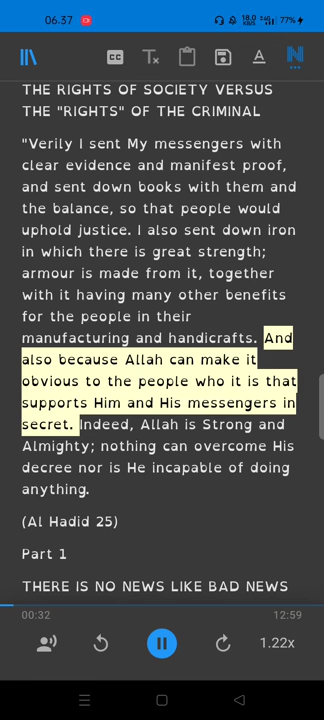 06.37
18.0 KB/S
77%
CC
THE RIGHTS OF SOCIETY VERSUS
THE "RIGHTS" OF THE CRIMINAL
"Verily I sent My messengers with
clear evidence and manifest proof,
and sent down books with them and
the balance, so that people would
uphold justice. I also sent down iron
in which there is great strength;
armour is made from it, together
with it having many other benefits
for the people in their
manufacturing and handicrafts. And
also because Allah can make it
obvious to the people who it is that
supports Him and His messengers in
secret. Indeed, Allah is Strong and
Almighty; nothing can overcome His
decree nor is He incapable of doing
anything.
(Al Hadid 25)
Part 1
THERE IS NO NEWS LIKE BAD NEWS
00:32
12:59
1.22x